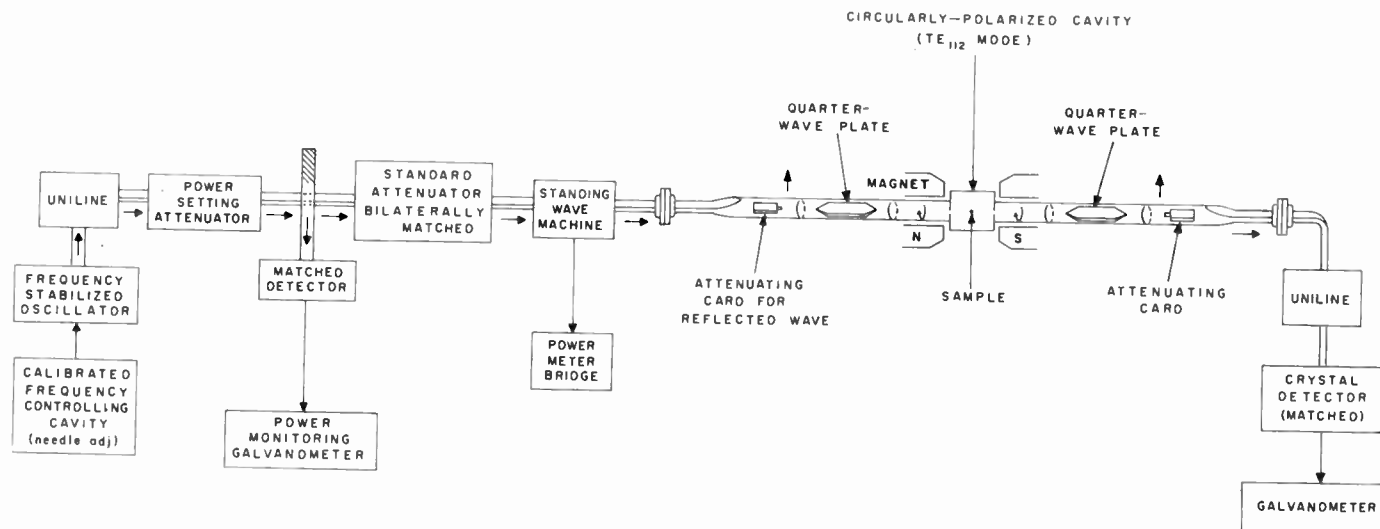 CIRCULARLY-POLARIZED CAVITY
(TE112 MODE)
QUARTER-
WAVE PLATE
QUARTER-
WAVE PLATE
UNILINE
POWER
SETTING
ATTENUATOR
STANDARD
ATTENUATOR
BILATERALLY
MATCHED
STANDING
WAVE
MACHINE
MAGNET
N
S
FREQUENCY
STABILIZED
OSCILLATOR
MATCHED
DETECTOR
ATTENUATING
CARD FOR
REFLECTED WAVE
SAMPLE
ATTENUATING
CARD
UNILINE
CALIBRATED
FREQUENCY
CONTROLLING
CAVITY
(needle adj)
POWER
METER
BRIDGE
POWER
MONITORING
GALVANOMETER
CRYSTAL
DETECTOR
(MATCHED)
GALVANOMETER